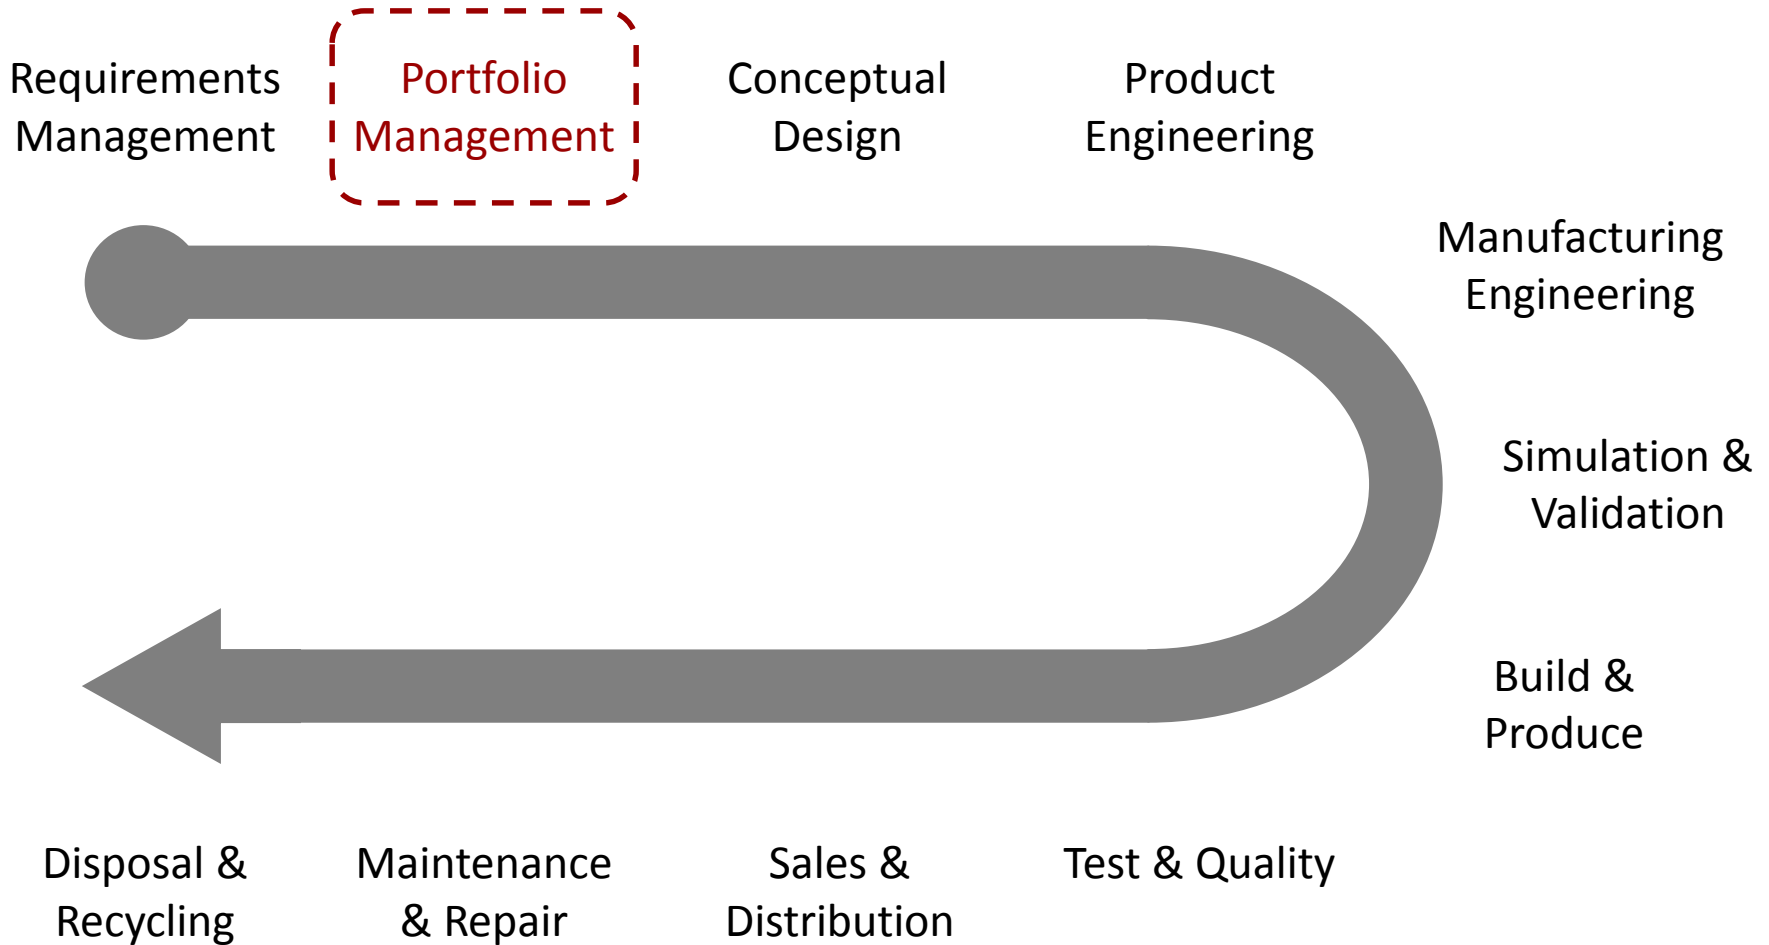 Requirements
Management
Portfolio
Management
Conceptual
Design
Product
Engineering
Manufacturing
Engineering
Simulation &
Validation
Build &
Produce
Test & Quality
Sales &
Distribution
Maintenance
& Repair
Disposal &
Recycling